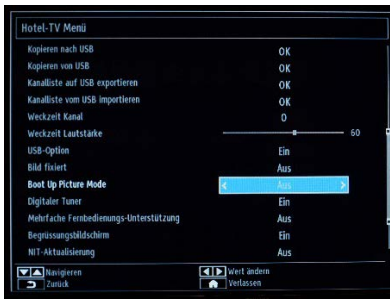 Hotel-TV Menü
Kopieren nach USB OK
Kopieren von USB OK
Kanalliste auf USB exportieren OK
Kanalliste vom USB importieren OK
Weckzeit Kanal 0
Weckzeit Lautstärke 60
USB-Option Ein
Bild fixiert Aus
Boot Up Picture Mode Aus
Digitaler Tuner Ein
Mehrfache Fernbedienungs-Unterstützung Aus
Begrüssungsbildschirm Ein
NIT-Aktualisierung Aus
Navigieren Wert ändern
Zurück Verlassen